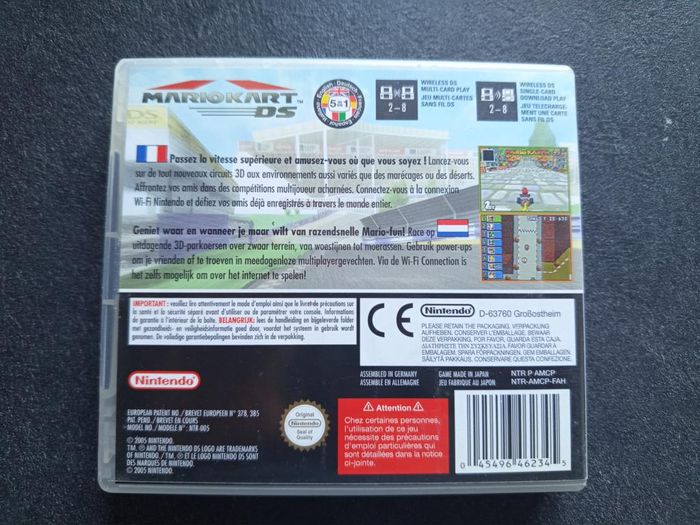 MARIOKART™
DS
English / Deutsch / Français
Español / Italiano
5 in 1
WIRELESS DS
MULTI-CARD PLAY
JEU MULTI-CARTES
SANS FIL DS
2-8
WIRELESS DS
SINGLE-CARD
DOWNLOAD PLAY
JEU TELECHARGE-
MENT UNE CARTE
SANS FIL DS
2-8
Passez la vitesse supérieure et amusez-vous où que vous soyez ! Lancez-vous
sur de tout nouveaux circuits 3D aux environnements aussi variés que des marécages ou des déserts.
Affrontez vos amis dans des compétitions multijoueur acharnées. Connectez-vous à la connexion
Wi-Fi Nintendo et défiez vos amis déjà enregistrés à travers le monde entier.
Geniet waar en wanneer je maar wilt van razendsnelle Mario-fun! Race op
uitdagende 3D-parkoersen over zwaar terrein, van woestijnen tot moerassen. Gebruik power-ups
om je vrienden af te troeven in meedogenloze multiplayergevechten. Via de Wi-Fi Connection is
het zelfs mogelijk om over het internet te spelen!
IMPORTANT : veuillez lire attentivement le mode d'emploi ainsi que le livret de précautions sur
la santé et la sécurité séparé avant d'utiliser ce jeu ou un paramètre votre console. Informations
de garantie à l'intérieur de la boîte. BELANGRIJK: lees de handleiding en bijgeleverde folder
met gezondheids- en veiligheidsinformatie goed door, voordat het systeem in gebruik wordt
genomen. De volledige garantiebepalingen bevinden zich in de verpakking.
CE
Nintendo
D-63760 Großostheim
PLEASE RETAIN THE PACKAGING. VERPACKUNG
AUFHEBEN. CONSERVER L'EMBALLAGE. BEWAAR
DEZE VERPAKKING. POR FAVOR, GUARDA ESTA CAJA.
ΔΙΑΤΗΡΗΣΤΕ ΤΗΝ ΣΥΣΚΕΥΑΣΙΑ. FAVOR GUARDAR A
EMBALAGEM. SPARA FÖRPACKNINGEN. GEM EMBALLAGEN.
SÄILYTÄ PAKKAUS. CONSERVARE QUESTA CONFEZIONE.
ASSEMBLED IN GERMANY
ASSEMBLE EN ALLEMAGNE
GAME MADE IN JAPAN
JEU FABRIQUE AU JAPON
NTR P AMCP
NTR-AMCP-FAH
Nintendo
EUROPEAN PATENT NO / BREVET EUROPEEN N° 378, 385
PAT. PEND. / BREVET EN COURS
MODEL NO. / MODELE N°: NTR-005
© 2005 NINTENDO.
TM, ® AND THE NINTENDO DS LOGO ARE TRADEMARKS
OF NINTENDO. / TM, ® ET LE LOGO NINTENDO DS SONT
DES MARQUES DE NINTENDO.
© 2005 NINTENDO.
Original
Nintendo
Seal of
Quality
Attention
Chez certaines personnes,
l'utilisation de ce jeu
nécessite des précautions
d'emploi particulières qui
sont détaillées dans la notice
ci-jointe.
0 45496 46234 5